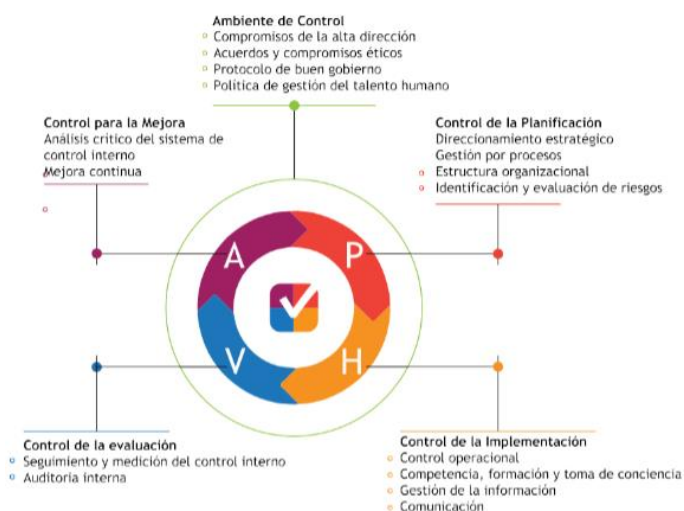 Ambiente de Control
Compromisos de la alta dirección
Acuerdos y compromisos éticos
Protocolo de buen gobierno
Política de gestión del talento humano
Control para la Mejora
Análisis crítico del sistema de
control interno
Mejora continua
Control de la Planificación
Direccionamiento estratégico
Gestión por procesos
Estructura organizacional
Identificación y evaluación de riesgos
A
P
V
H
Control de la evaluación
Seguimiento y medición del control interno
Auditoría interna
Control de la Implementación
Control operacional
Competencia, formación y toma de conciencia
Gestión de la información
Comunicación